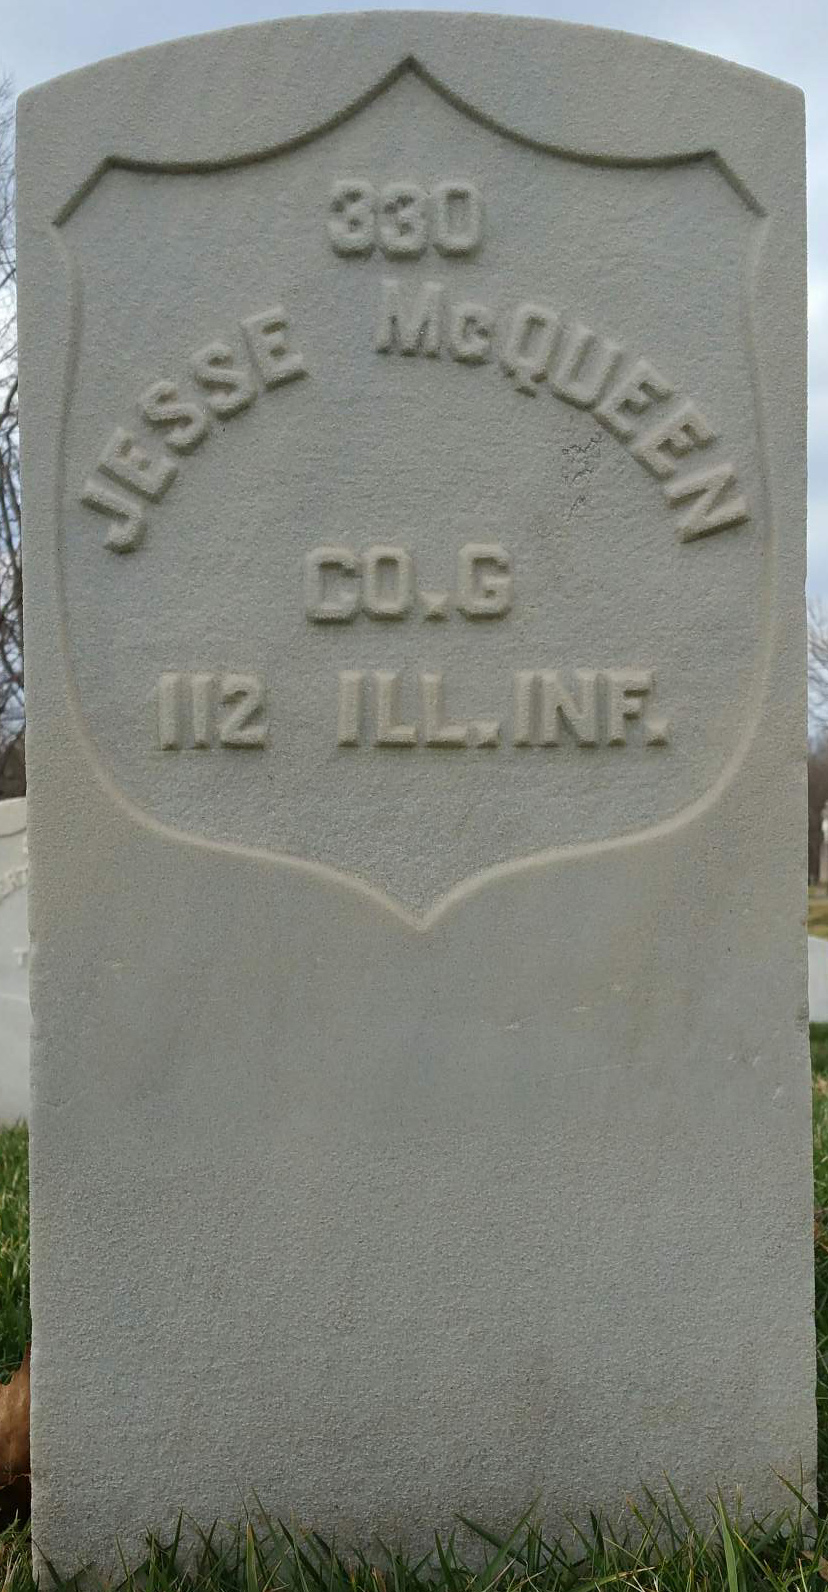 330
JESSE McQUEEN
CO.G
112 ILL.INF.